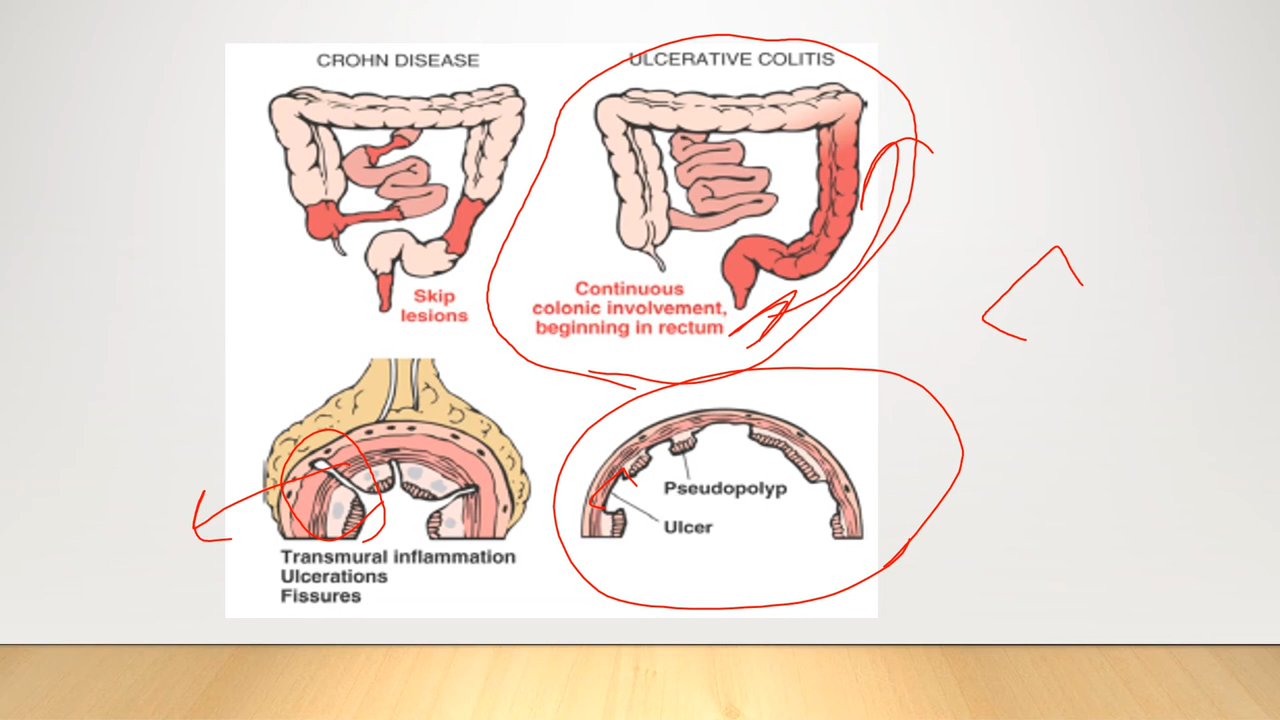 CROHN DISEASE
ULCERATIVE COLITIS
Skip
lesions
Continuous
colonic involvement,
beginning in rectum
Transmural inflammation
Ulcerations
Fissures
Pseudopolyp
Ulcer